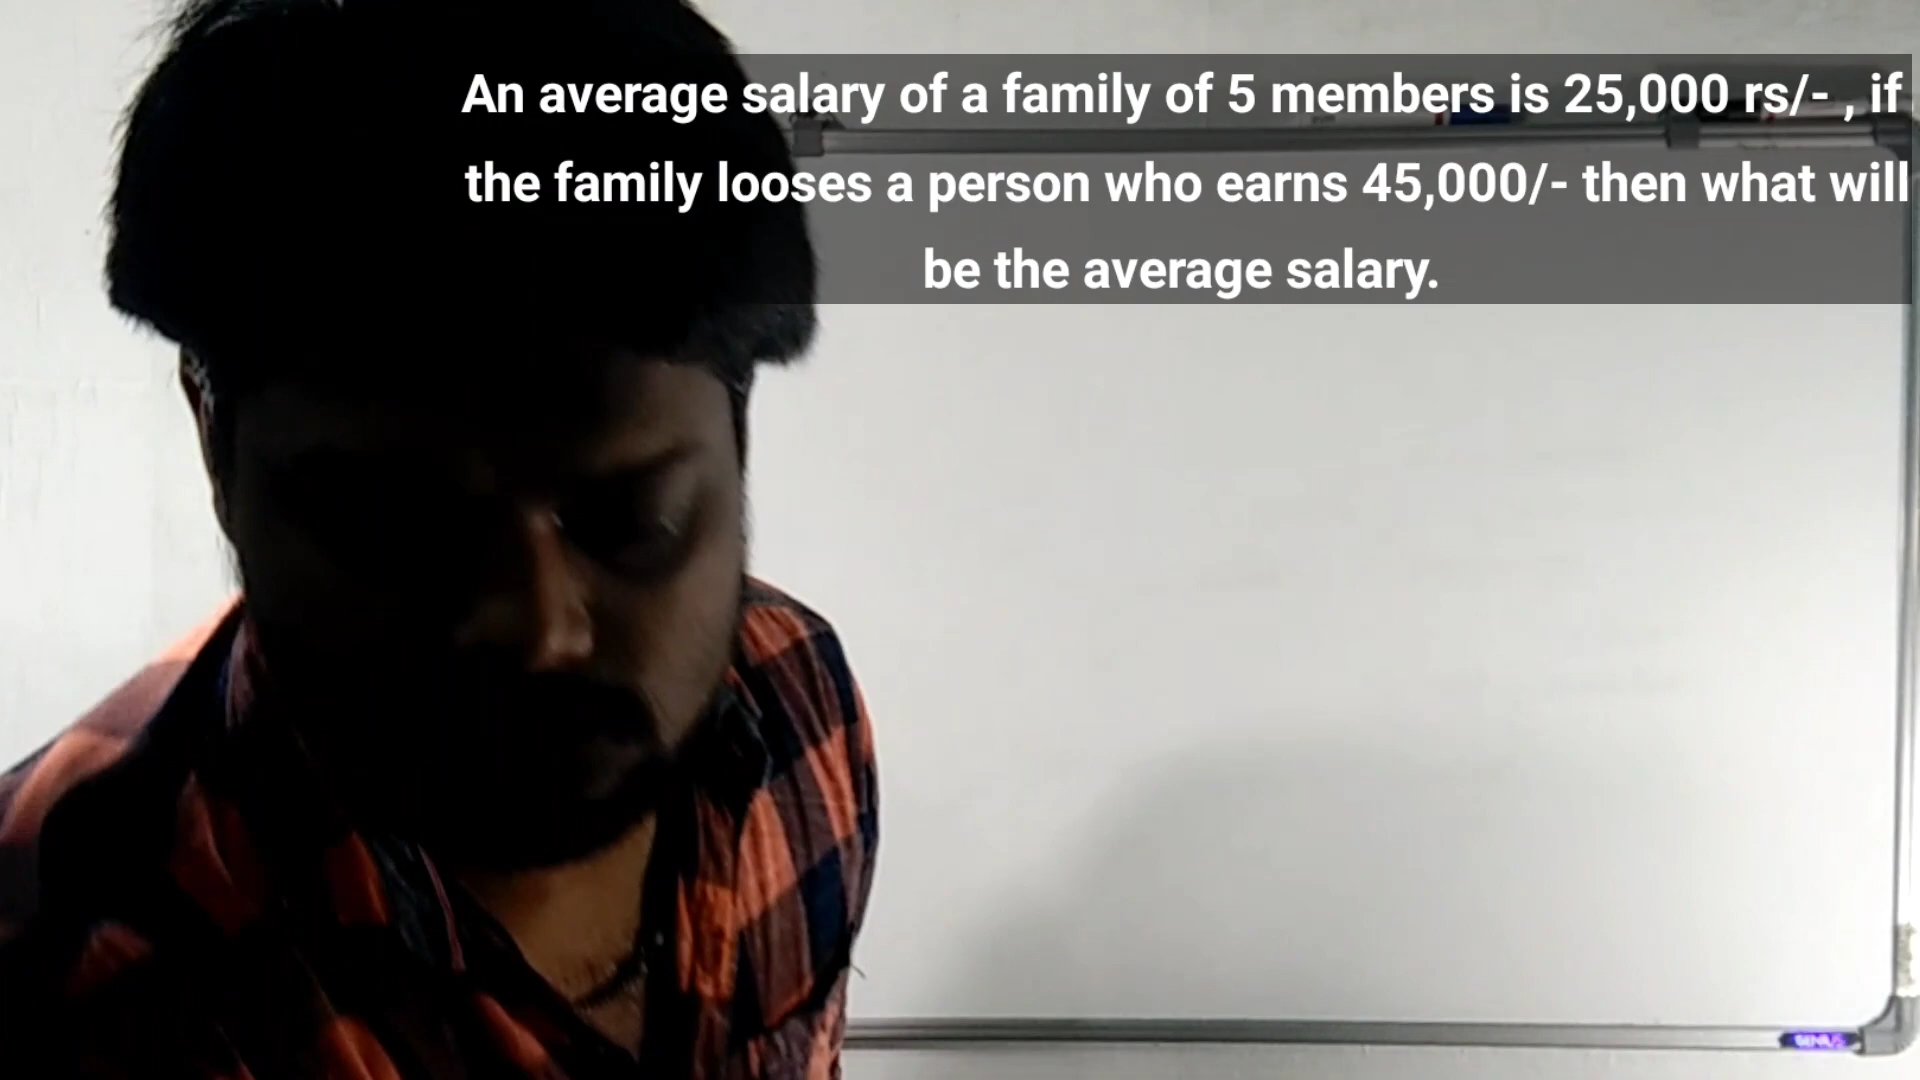 An average salary of a family of 5 members is 25,000 rs/- , if
the family looses a person who earns 45,000/- then what will
be the average salary.
GENIUS